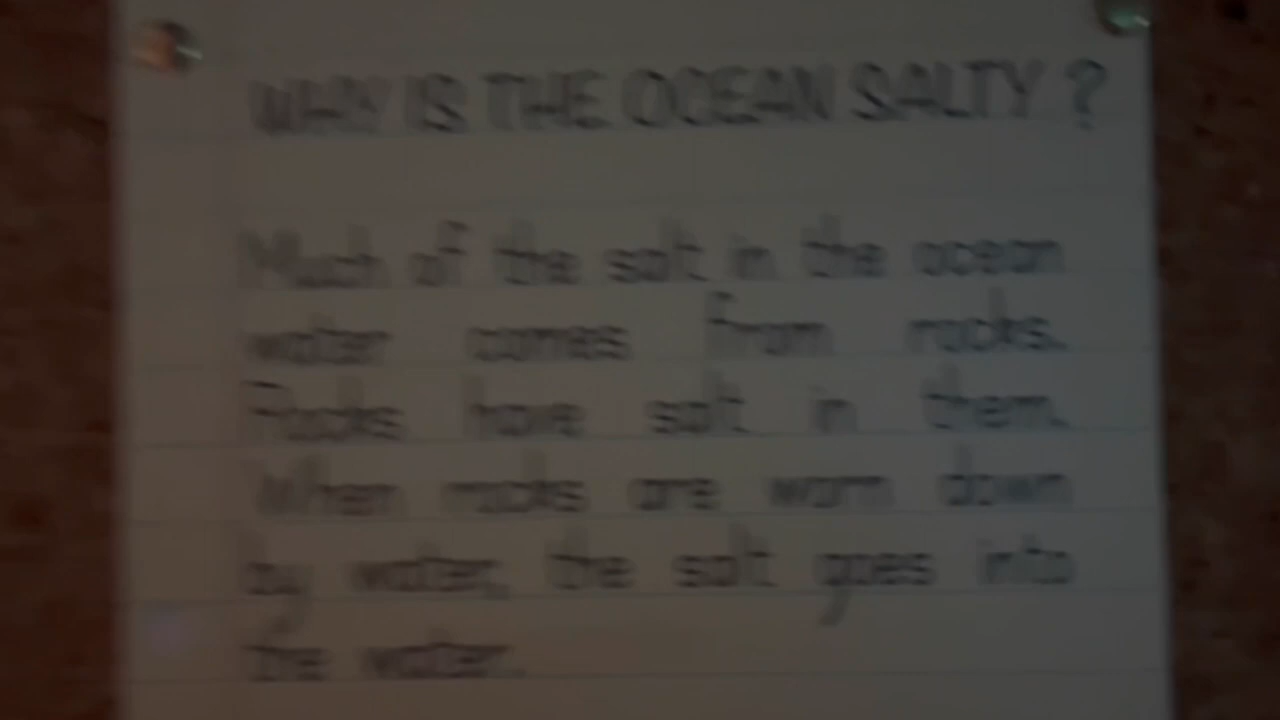 WHY IS THE OCEAN SALTY ?
Much of the salt in the ocean
water comes from rocks.
Rocks have salt in them.
When rocks are worn down
by water, the salt goes into
the water.